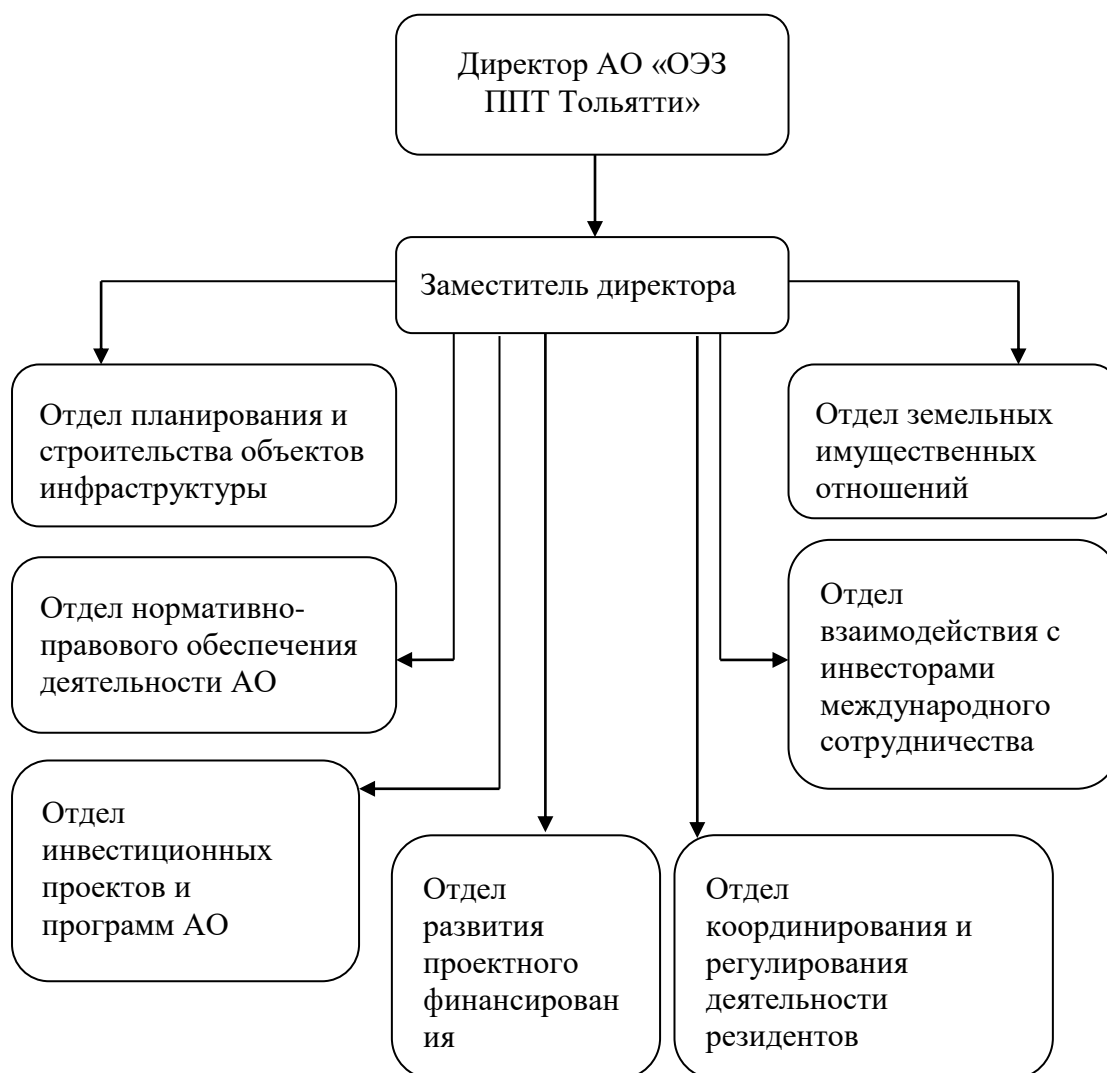 Директор АО «ОЭЗ
ППТ Тольятти»
Заместитель директора
Отдел планирования и
строительства объектов
инфраструктуры
Отдел земельных
имущественных
отношений
Отдел нормативно-
правового обеспечения
деятельности АО
Отдел
взаимодействия с
инвесторами
международного
сотрудничества
Отдел
инвестиционных
проектов и
программ АО
Отдел
развития
проектного
финансирован
ия
Отдел
координирования и
регулирования
деятельности
резидентов